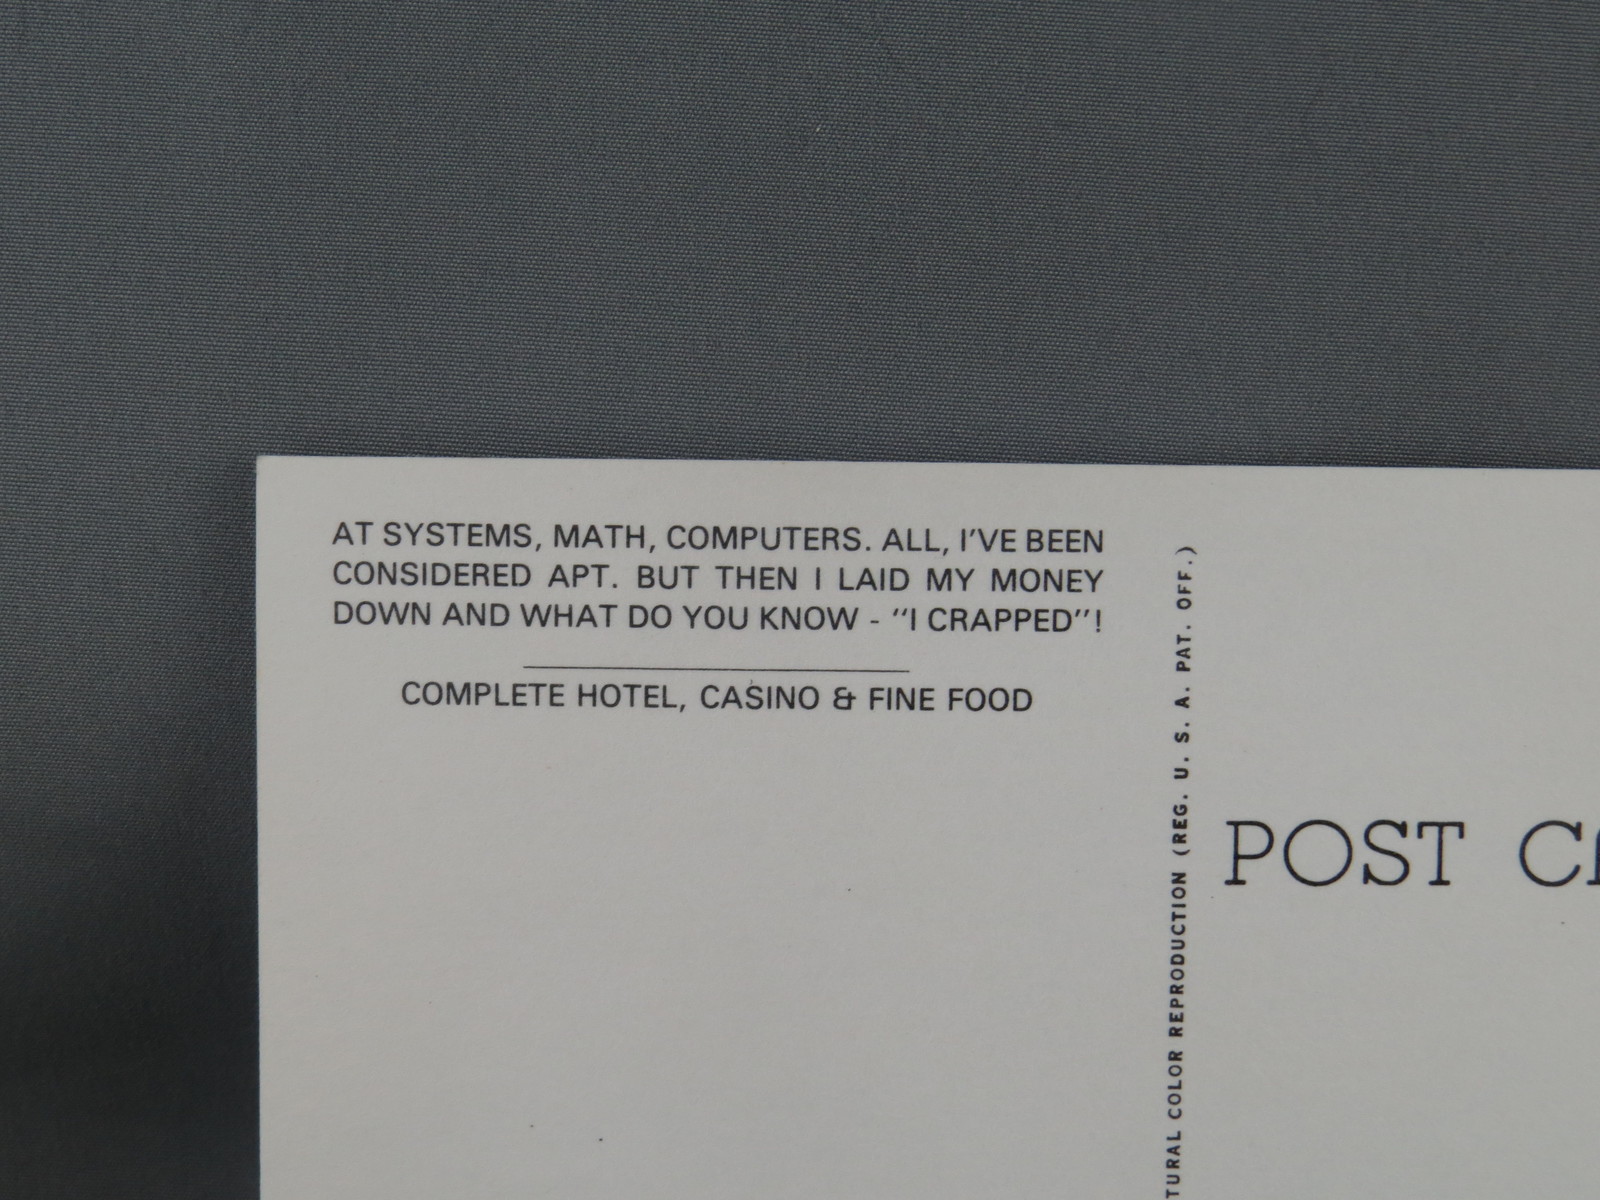 AT SYSTEMS, MATH, COMPUTERS. ALL, I'VE BEEN
CONSIDERED APT. BUT THEN I LAID MY MONEY
DOWN AND WHAT DO YOU KNOW - "I CRAPPED"!
COMPLETE HOTEL, CASINO & FINE FOOD
TURAL COLOR REPRODUCTION (REG. U. S. A. PAT. OFF.)
POST C